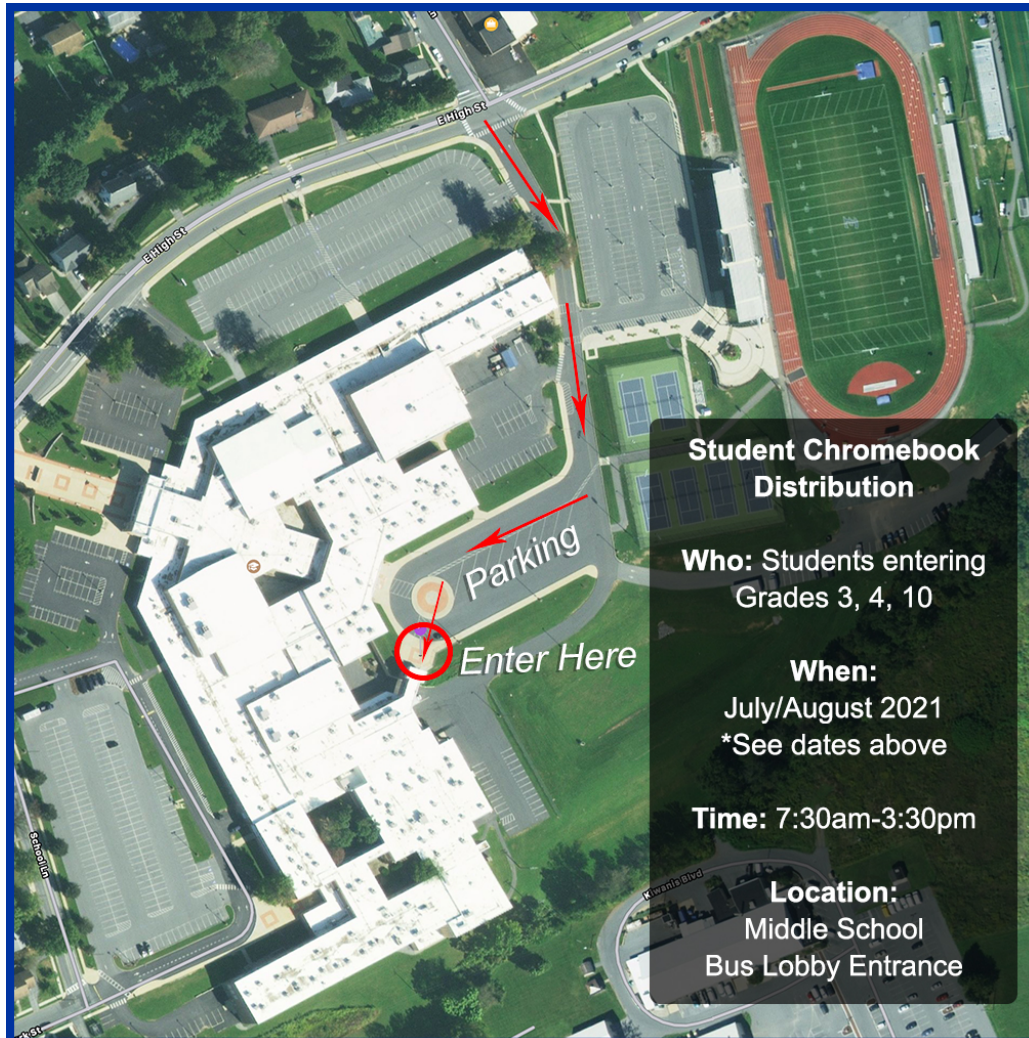 E High St
E High St
Student Chromebook
Distribution
Who: Students entering
Grades 3, 4, 10
When:
July/August 2021
*See dates above
Time: 7:30am-3:30pm
Location:
Middle School
Bus Lobby Entrance
Parking
Enter Here
School Ln
Kiwanis Blvd